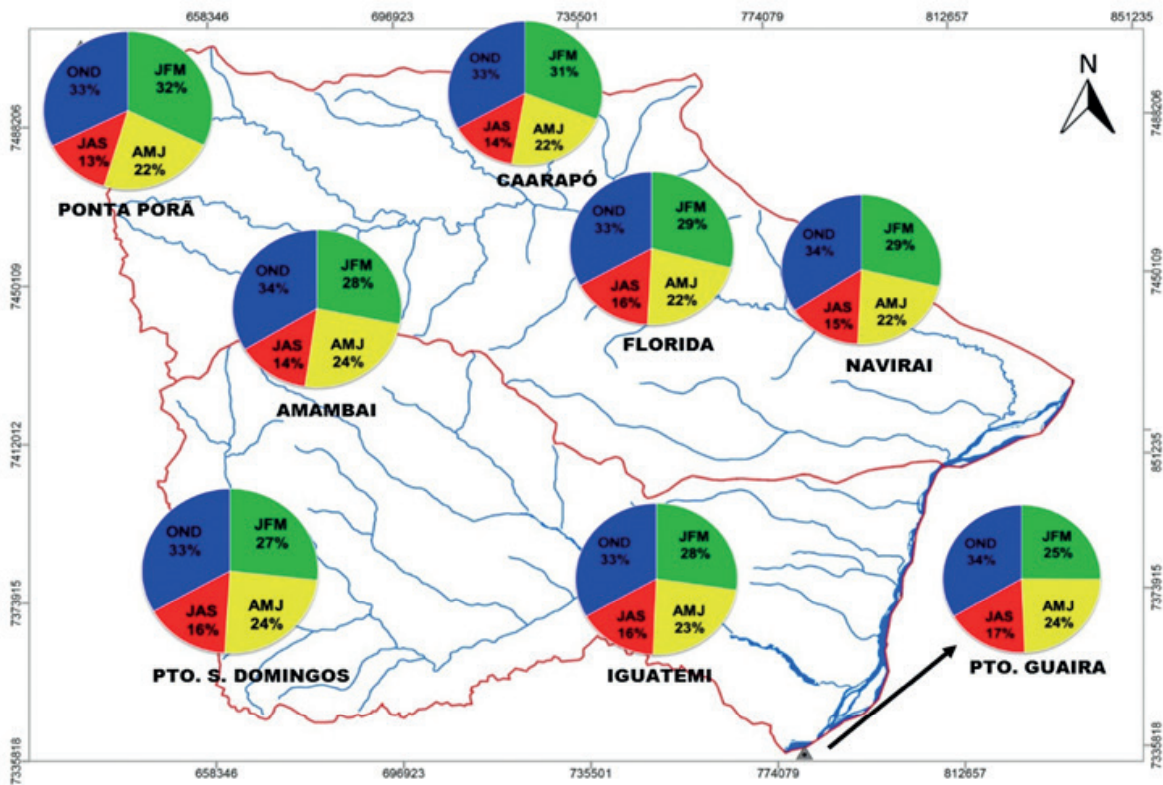 658346
696923
735501
774079
812657
851235
N
7488206
7488206
OND
33%
JFM
32%
JAS
13%
AMJ
22%
PONTA PORÃ
OND
33%
JFM
31%
JAS
14%
AMJ
22%
CAARAPÓ
OND
33%
JFM
29%
JAS
16%
AMJ
22%
FLORIDA
OND
34%
JFM
29%
JAS
15%
AMJ
22%
NAVIRAI
7450109
7450109
OND
34%
JFM
28%
JAS
14%
AMJ
24%
AMAMBAI
7412012
851235
OND
33%
JFM
27%
JAS
16%
AMJ
24%
PTO. S. DOMINGOS
OND
33%
JFM
28%
JAS
16%
AMJ
23%
IGUATEMI
OND
34%
JFM
25%
JAS
17%
AMJ
24%
PTO. GUAIRA
7373915
7373915
7335818
7335818
658346
696923
735501
774079
812657